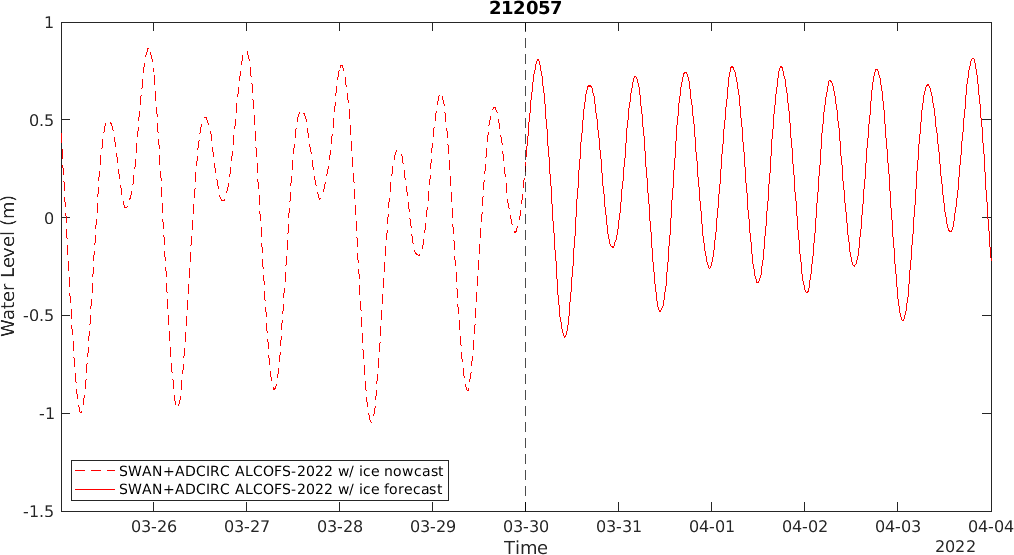 212057
1
0.5
0
-0.5
-1
-1.5
Water Level (m)
SWAN+ADCIRC ALCOFS-2022 w/ ice nowcast
SWAN+ADCIRC ALCOFS-2022 w/ ice forecast
03-26 03-27 03-28 03-29 03-30 03-31 04-01 04-02 04-03 04-04
Time
2022